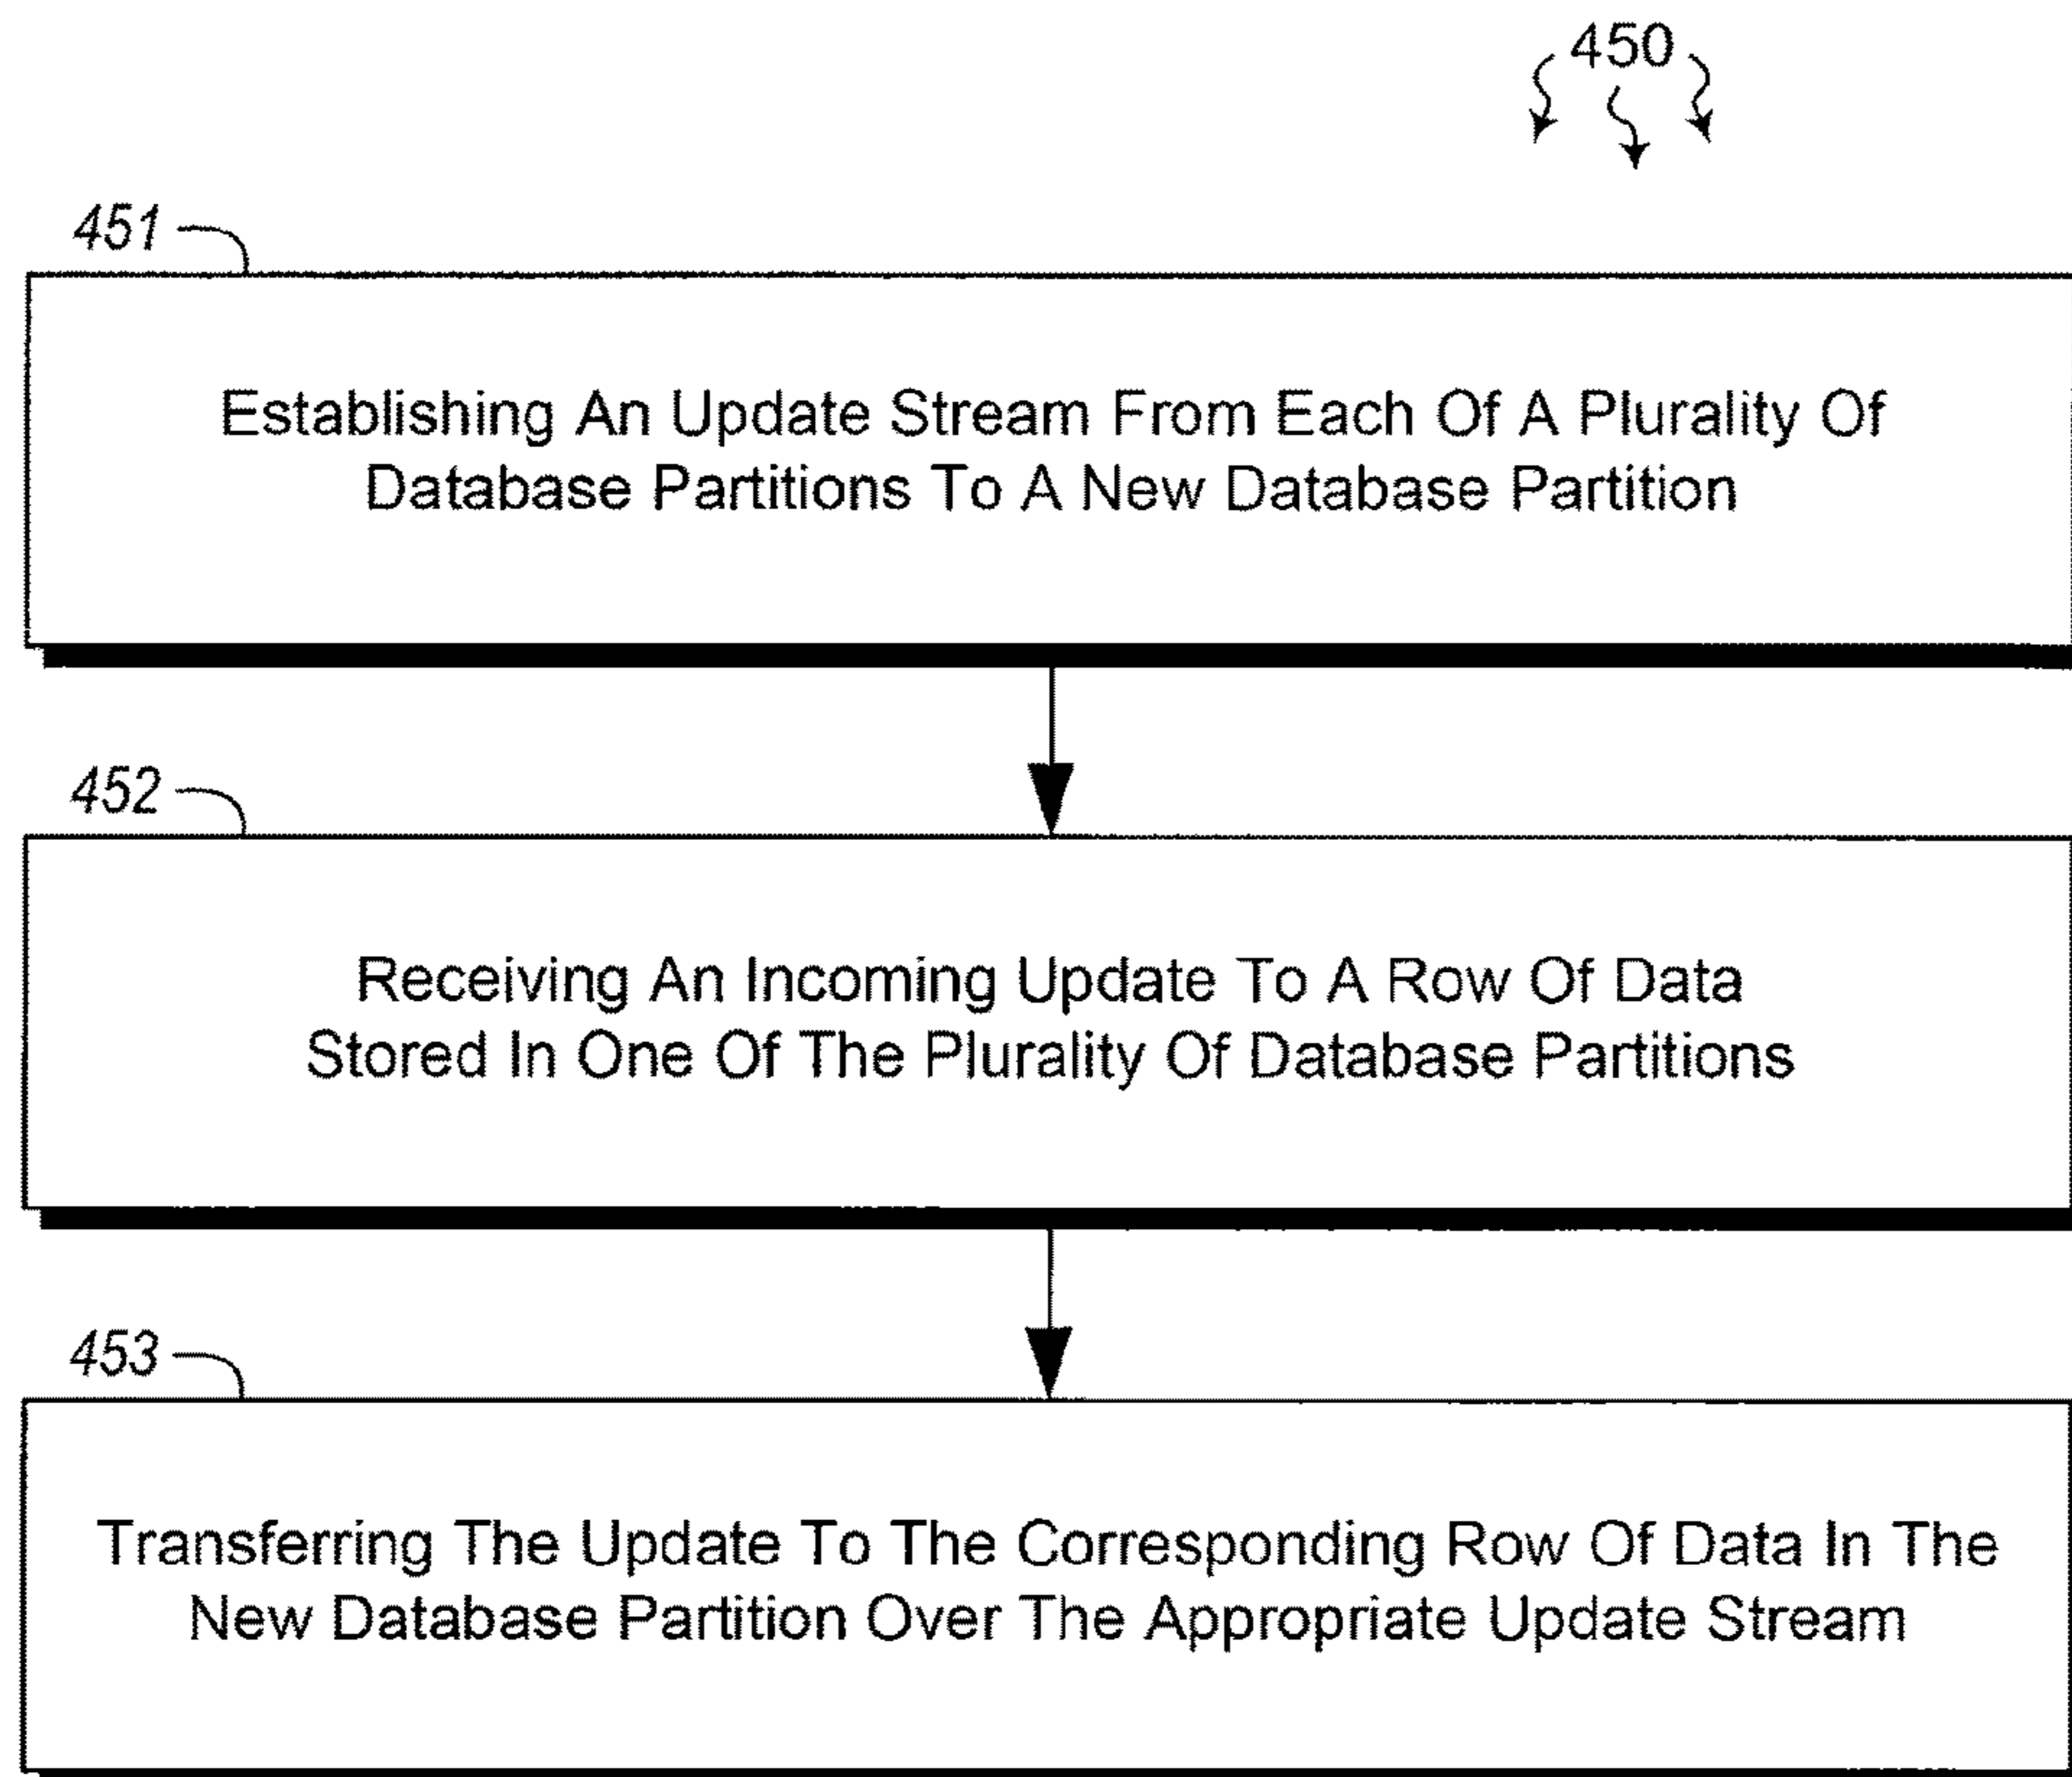 450
451
Establishing An Update Stream From Each Of A Plurality Of
Database Partitions To A New Database Partition
452
Receiving An Incoming Update To A Row Of Data
Stored In One Of The Plurality Of Database Partitions
453
Transferring The Update To The Corresponding Row Of Data In The
New Database Partition Over The Appropriate Update Stream